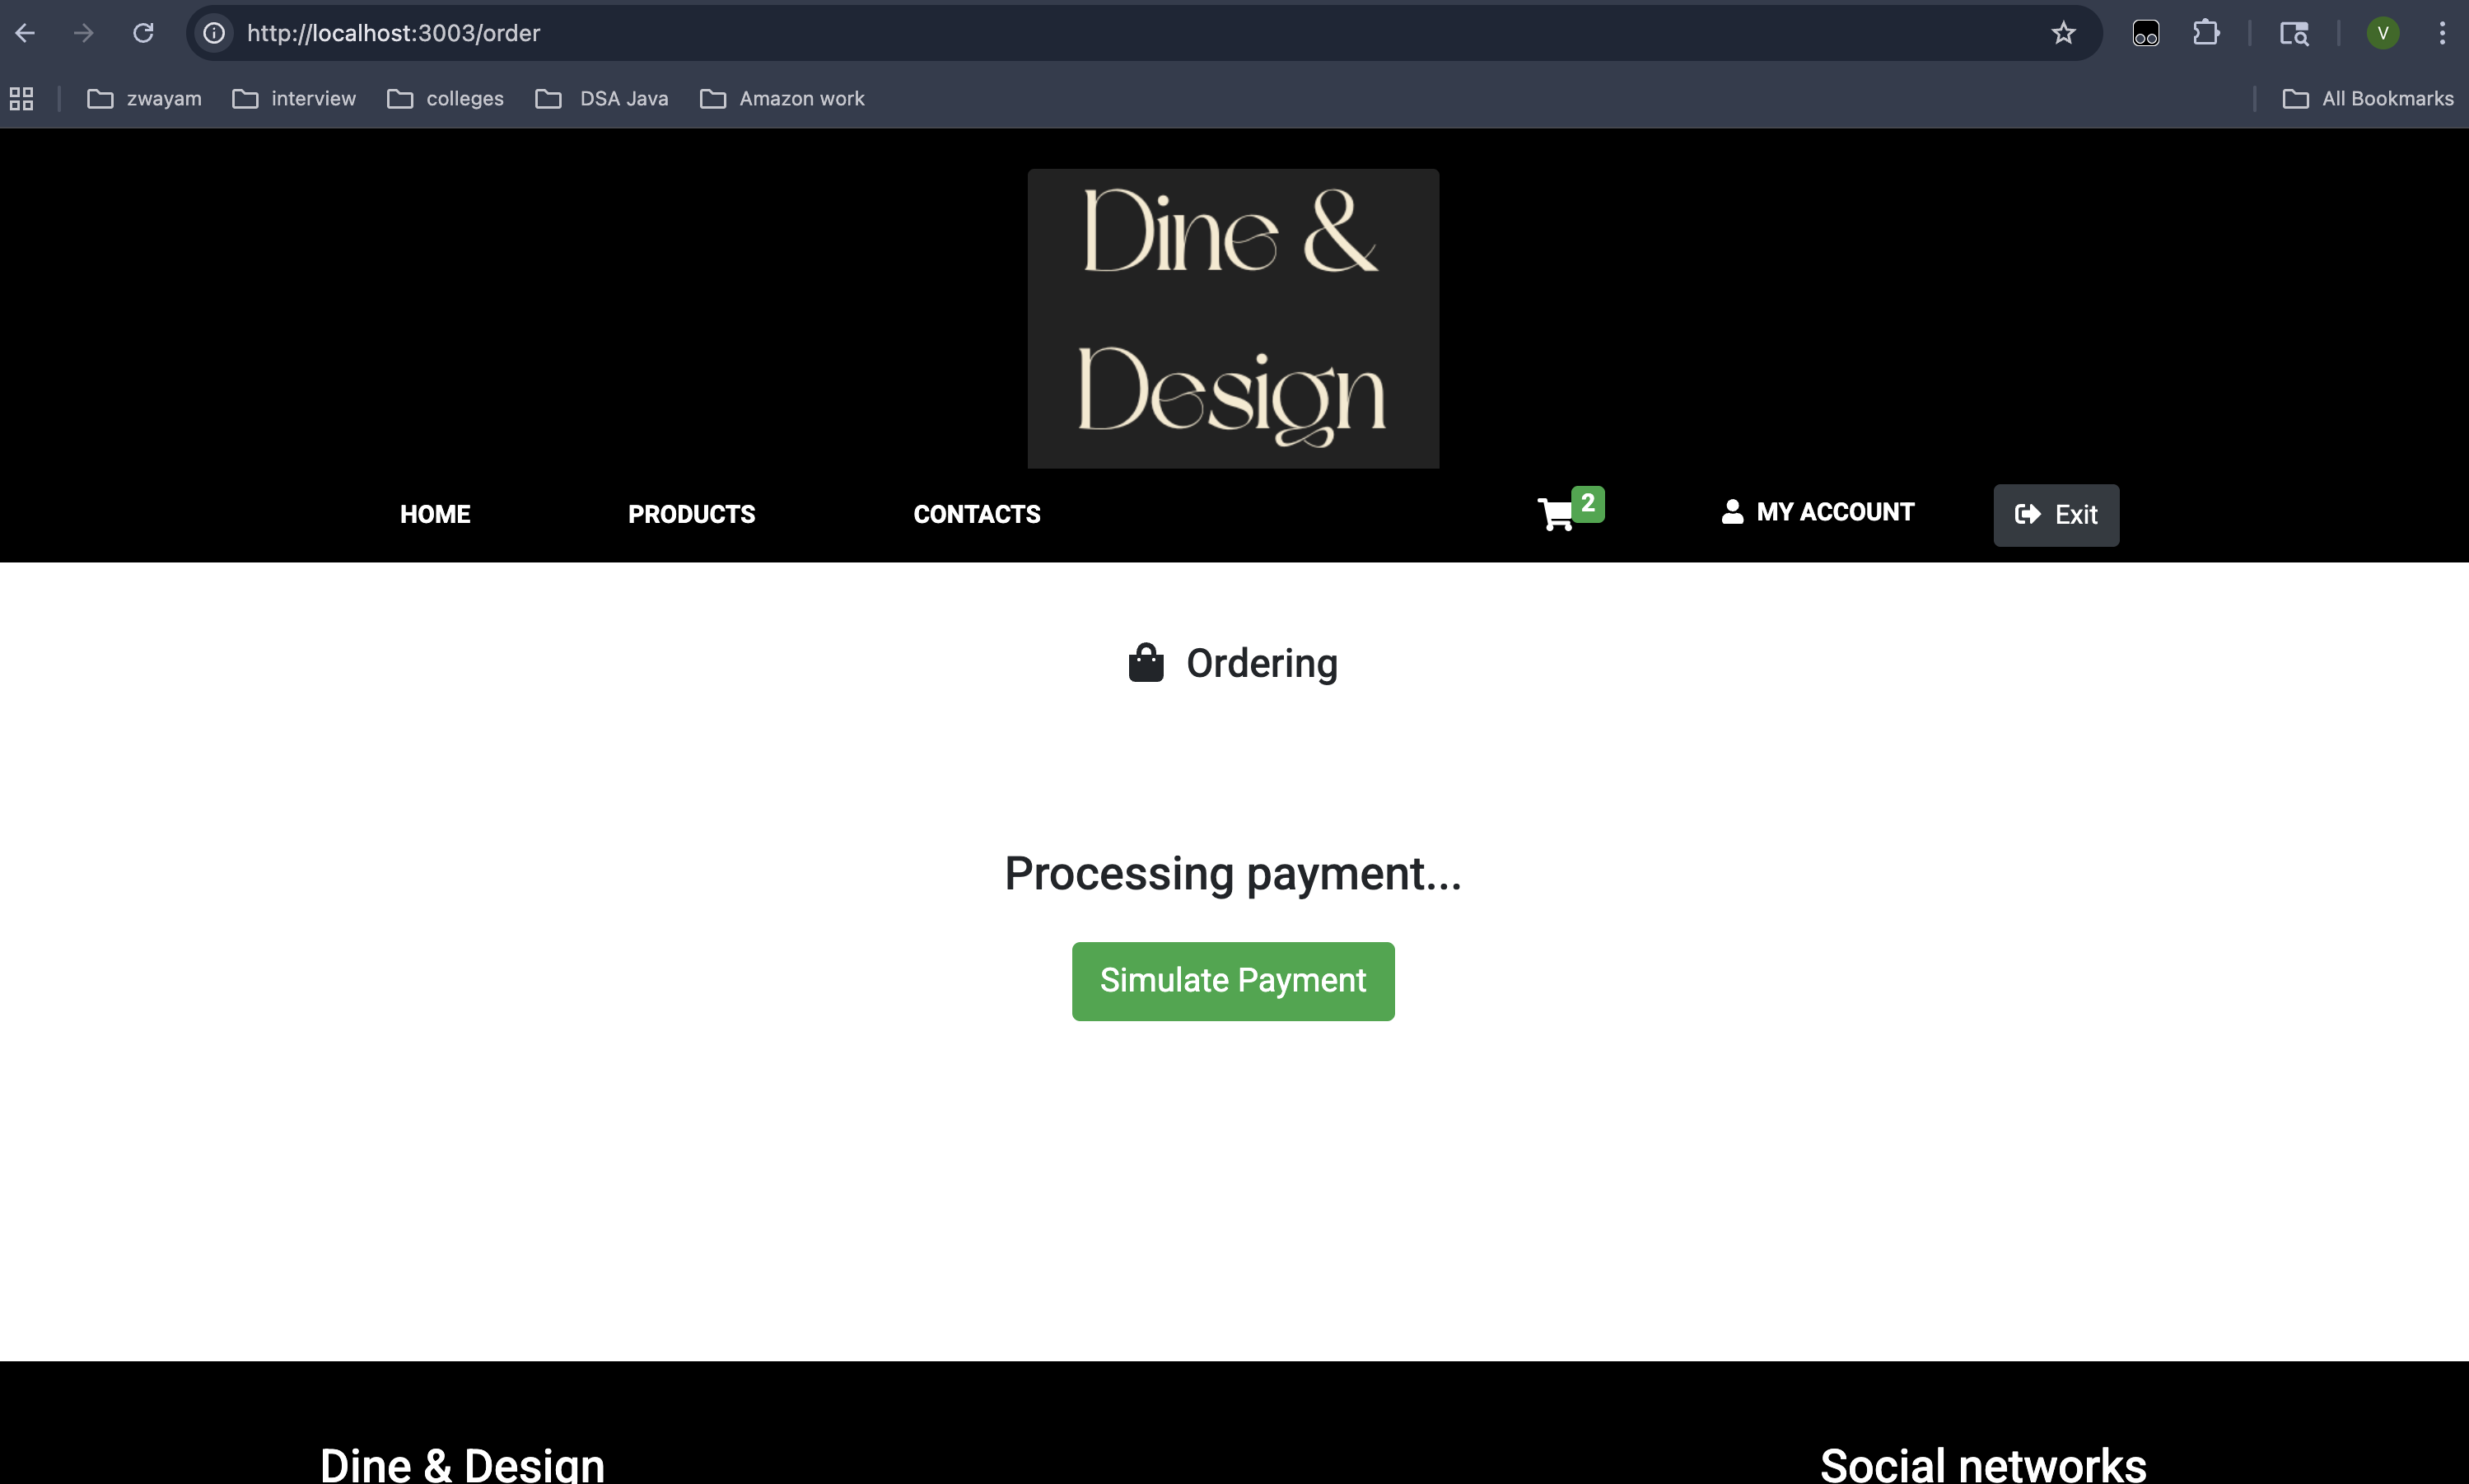 http://localhost:3003/order
V
zwayam
interview
colleges
DSA Java
Amazon work
All Bookmarks
Dine &
Design
HOME
PRODUCTS
CONTACTS
2
MY ACCOUNT
Exit
Ordering
Processing payment...
Simulate Payment
Dine & Design
Social networks